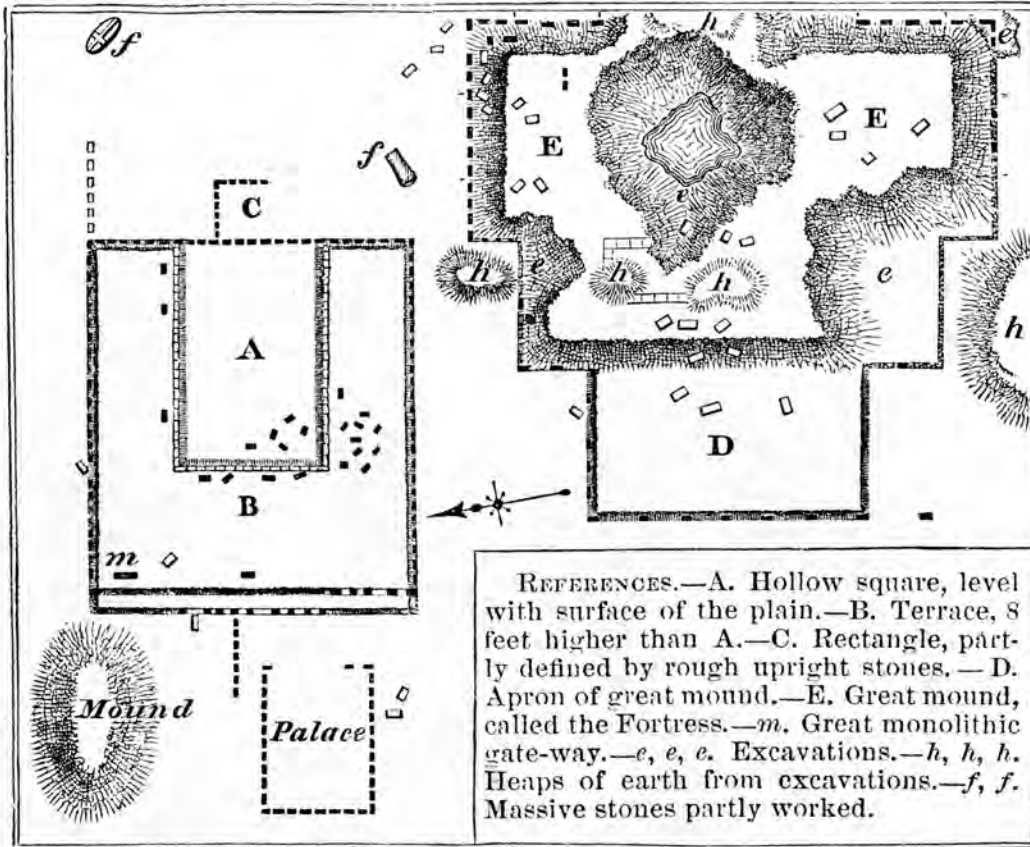 f
h
e
E
E
f
C
e
h
e
h
h
e
h
A
D
B
m
Mound
Palace
REFERENCES.—A. Hollow square, level
with surface of the plain.—B. Terrace, 8
feet higher than A.—C. Rectangle, part-
ly defined by rough upright stones.—D.
Apron of great mound.—E. Great mound,
called the Fortress.—m. Great monolithic
gate-way.—e, e, e. Excavations.—h, h, h.
Heaps of earth from excavations.—f, f.
Massive stones partly worked.